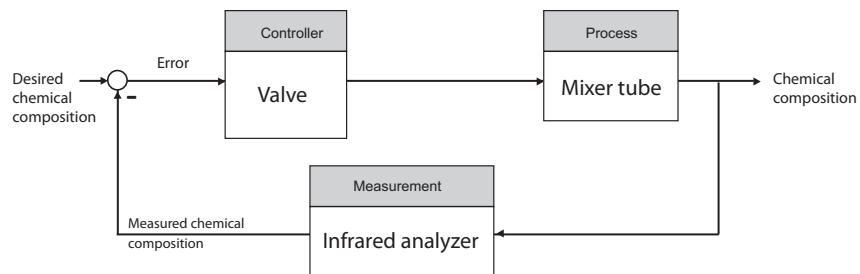 Controller
Process
Error
Desired
chemical
composition
Valve
Mixer tube
Chemical
composition
-
Measurement
Measured chemical
composition
Infrared analyzer